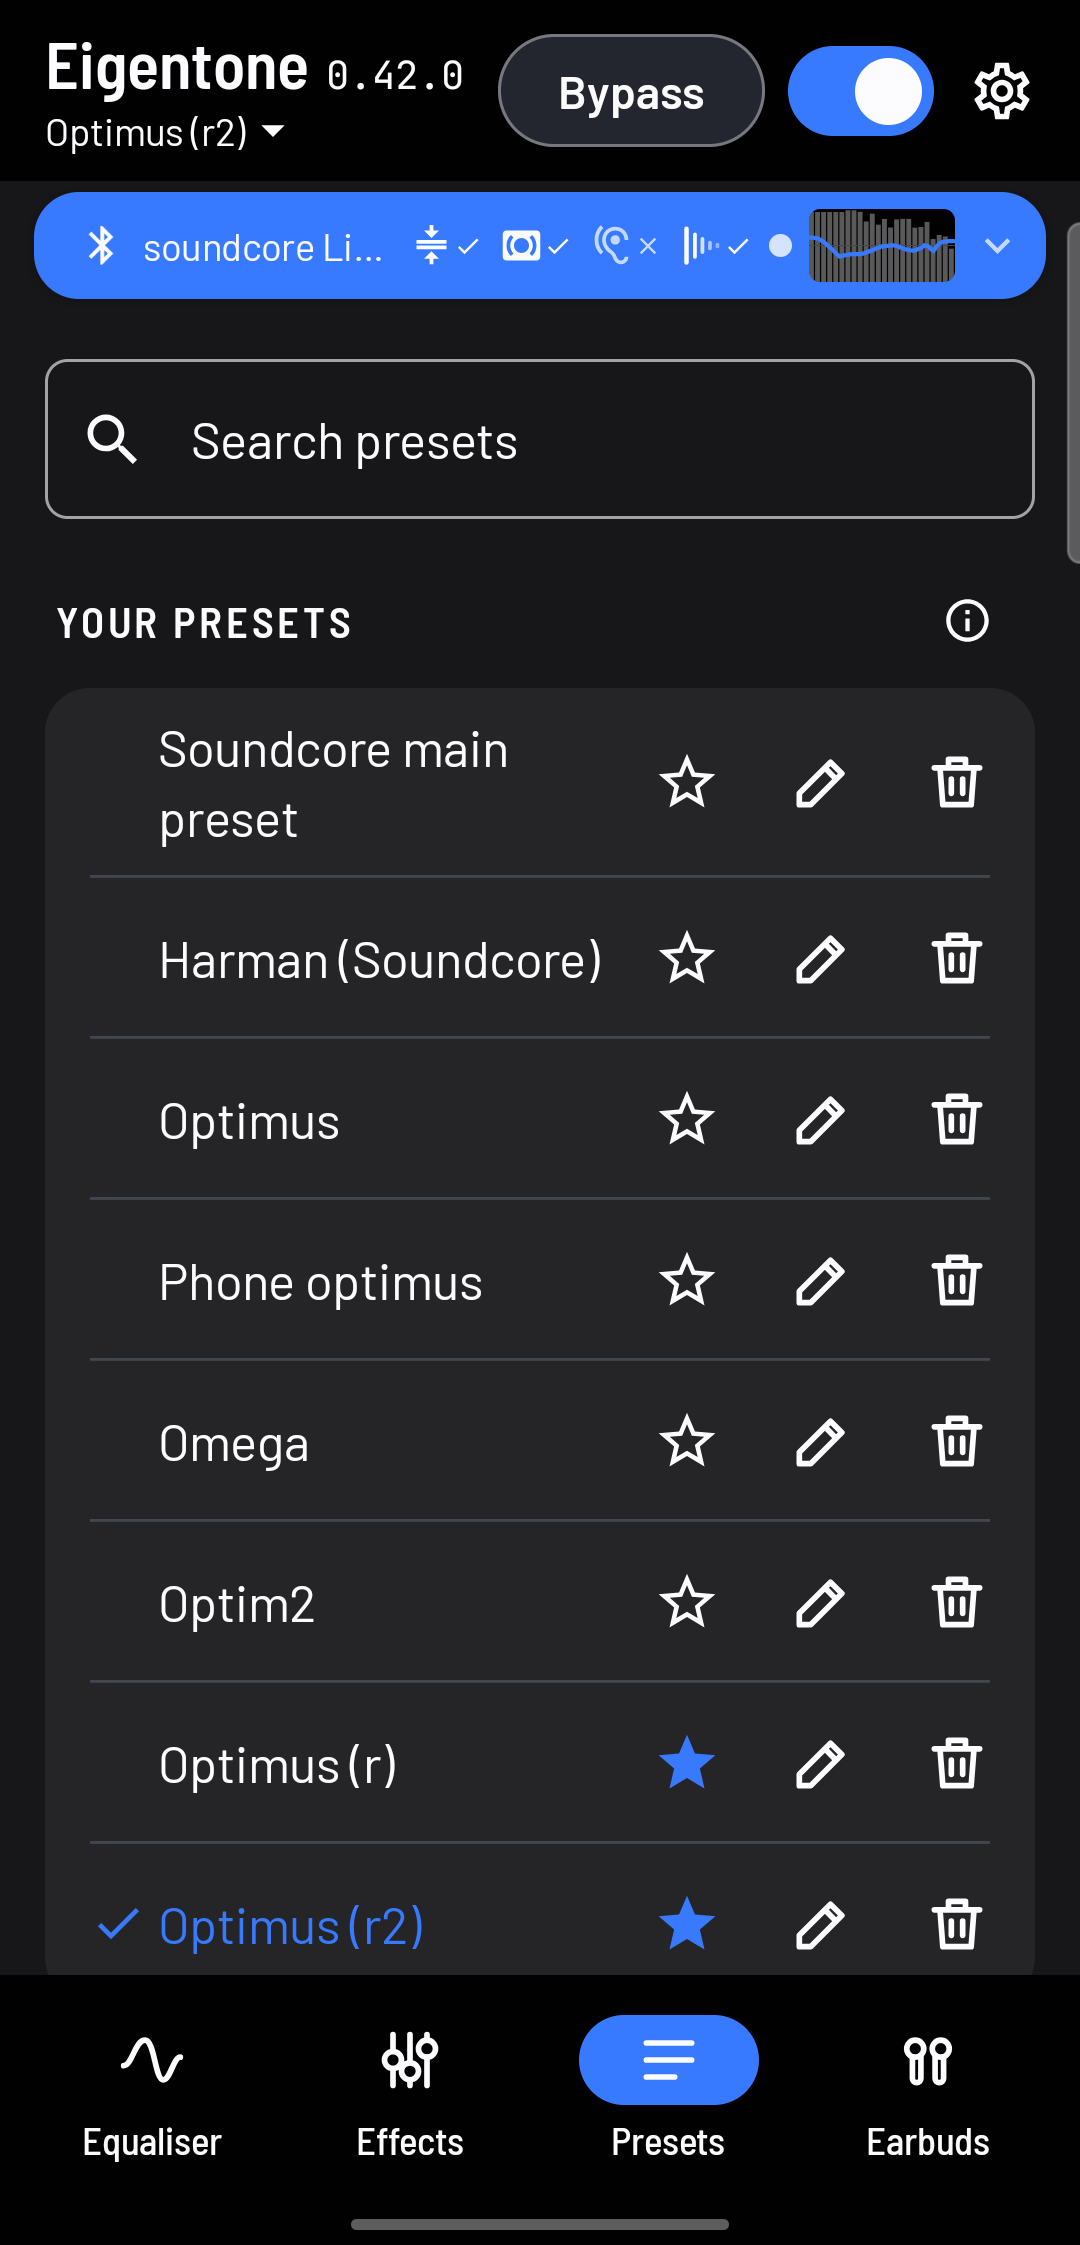 Eigentone 0.42.0
Optimus (r2)
Bypass
soundcore Li...
Search presets
YOUR PRESETS
Soundcore main
preset
Harman (Soundcore)
Optimus
Phone optimus
Omega
Optim2
Optimus (r)
Optimus (r2)
Equaliser
Effects
Presets
Earbuds